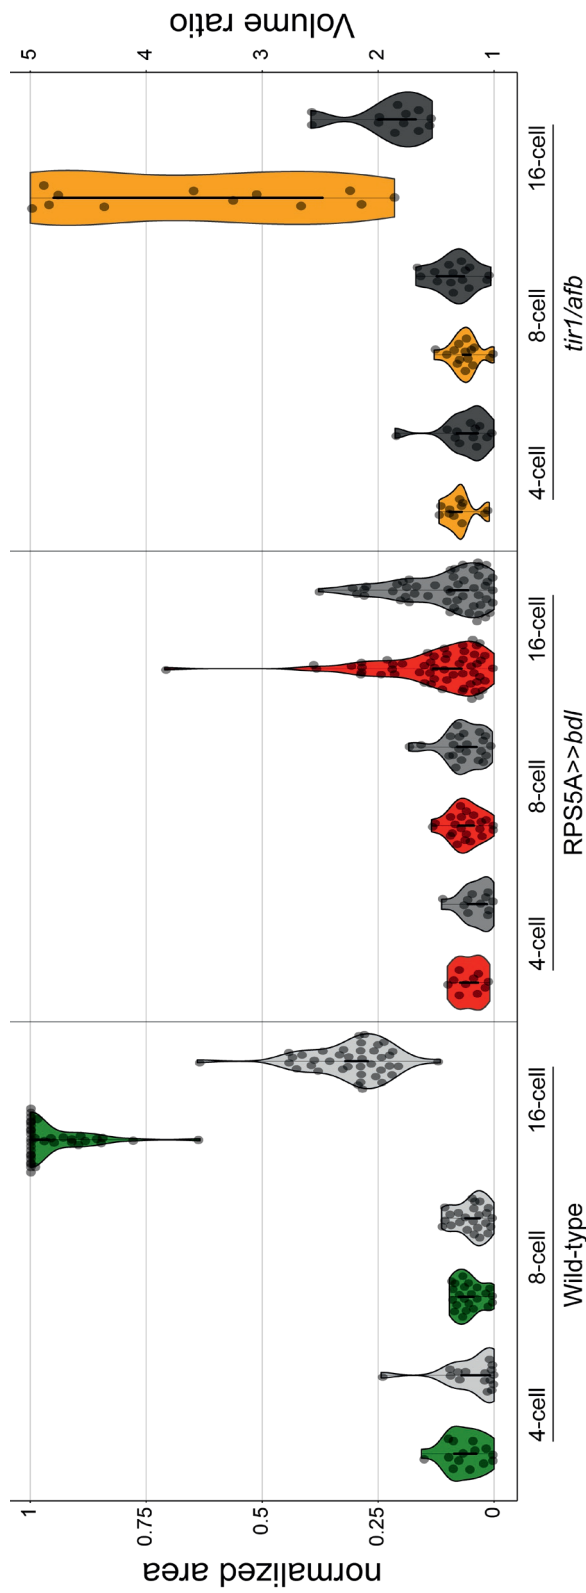 normalized area
1
0.75
0.5
0.25
0
Volume ratio
5
4
3
2
1
4-cell 8-cell 16-cell 4-cell 8-cell 16-cell 4-cell 8-cell 16-cell
Wild-type RPS5A>>bdl tir1/afb